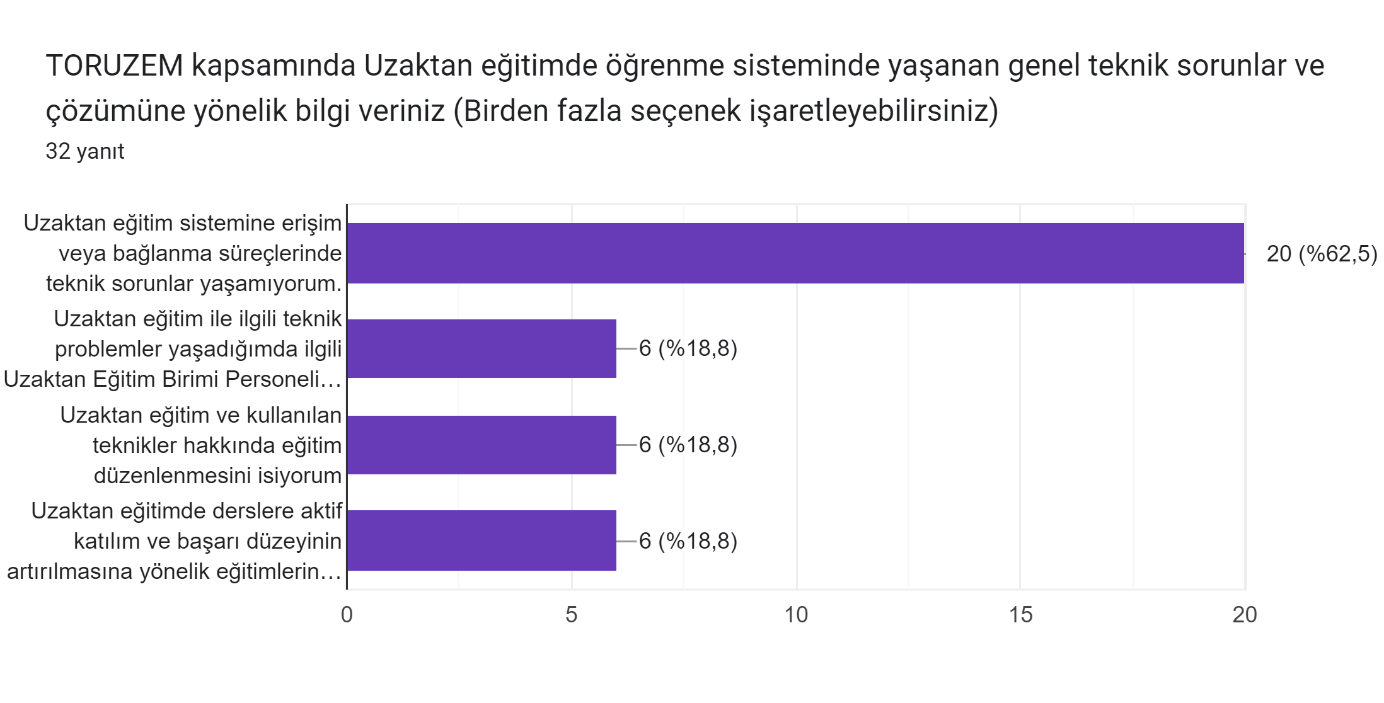 TORUZEM kapsamında Uzaktan eğitimde öğrenme sisteminde yaşanan genel teknik sorunlar ve
çözümüne yönelik bilgi veriniz (Birden fazla seçenek işaretleyebilirsiniz)
32 yanıt
Uzaktan eğitim sistemine erişim
veya bağlanma süreçlerinde
teknik sorunlar yaşamıyorum.
20 (%62,5)
Uzaktan eğitim ile ilgili teknik
problemler yaşadığımda ilgili
Uzaktan Eğitim Birimi Personeli…
6 (%18,8)
Uzaktan eğitim ve kullanılan
teknikler hakkında eğitim
düzenlenmesini isiyorum
6 (%18,8)
Uzaktan eğitimde derslere aktif
katılım ve başarı düzeyinin
artırılmasına yönelik eğitimlerin…
6 (%18,8)
0 5 10 15 20